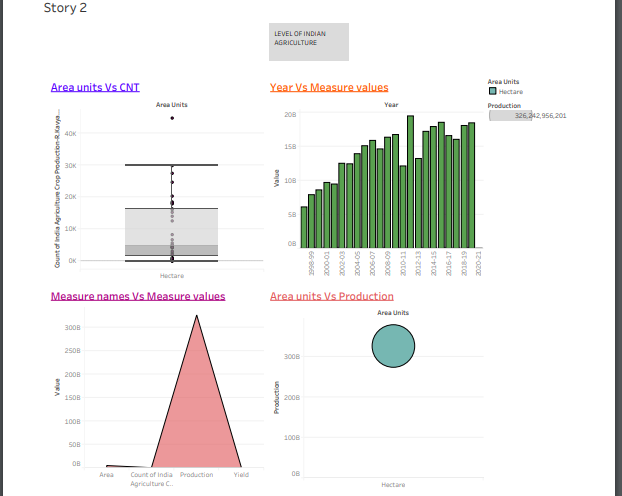 Story 2
LEVEL OF INDIAN
AGRICULTURE
Area units Vs CNT
Area Units
Count of India Agriculture Crop Production-R.Kavya..
40K
30K
20K
10K
0K
Hectare
Year Vs Measure values
Year
Value
20B
15B
10B
5B
0B
1998-99
2000-01
2002-03
2004-05
2006-07
2008-09
2010-11
2012-13
2014-15
2016-17
2018-19
2020-21
Area Units
Hectare
Production
326,242,956,201
Measure names Vs Measure values
Value
300B
250B
200B
150B
100B
50B
0B
Area
Count of India
Agriculture C..
Production
Yield
Area units Vs Production
Area Units
Production
300B
200B
100B
0B
Hectare